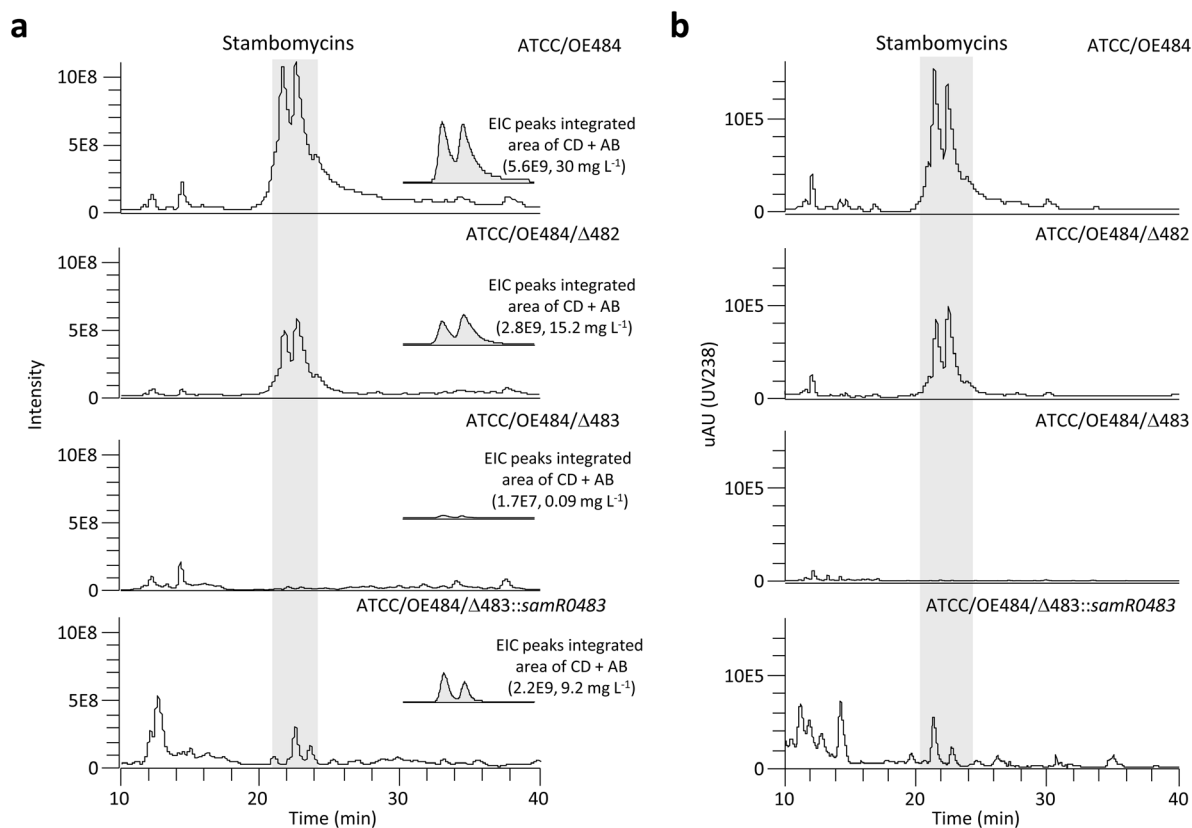 a
Stambomycins
ATCC/OE484
10E8
5E8
0
EIC peaks integrated
area of CD + AB
(5.6E9, 30 mg L-1)
ATCC/OE484/Δ482
10E8
5E8
0
EIC peaks integrated
area of CD + AB
(2.8E9, 15.2 mg L-1)
ATCC/OE484/Δ483
10E8
5E8
0
EIC peaks integrated
area of CD + AB
(1.7E7, 0.09 mg L-1)
ATCC/OE484/Δ483::samR0483
10E8
5E8
0
EIC peaks integrated
area of CD + AB
(2.2E9, 9.2 mg L-1)
Intensity
10 20 30 40
Time (min)
b
Stambomycins
ATCC/OE484
10E5
0
ATCC/OE484/Δ482
10E5
0
ATCC/OE484/Δ483
10E5
0
ATCC/OE484/Δ483::samR0483
10E5
0
uAU (UV238)
10 20 30 40
Time (min)